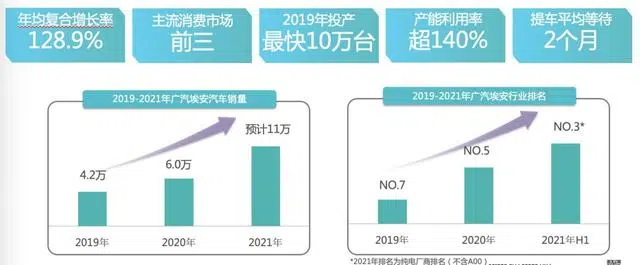 年均复合增长率
128.9%
主流消费市场
前三
2019年投产
最快10万台
产能利用率
超140%
提车平均等待
2个月
2019-2021年广汽埃安汽车销量
4.2万
6.0万
预计11万
2019年
2020年
2021年
2019-2021年广汽埃安行业排名
NO.7
NO.5
NO.3*
2019年
2020年
2021年H1
*2021年排名为纯电厂商排名（不含A00）